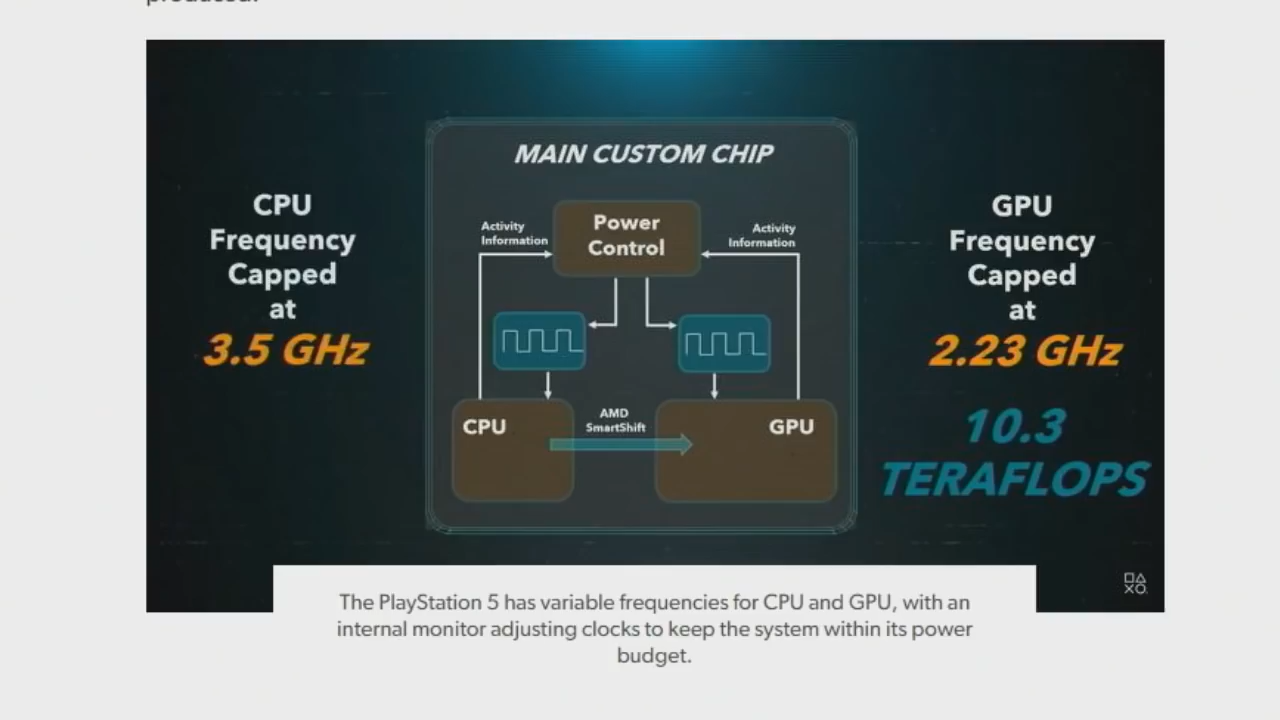 MAIN CUSTOM CHIP
CPU
Frequency
Capped
at
3.5 GHz
Activity
Information
Power
Control
Activity
Information
CPU
AMD
SmartShift
GPU
GPU
Frequency
Capped
at
2.23 GHz
10.3
TERAFLOPS
The PlayStation 5 has variable frequencies for CPU and GPU, with an
internal monitor adjusting clocks to keep the system within its power
budget.